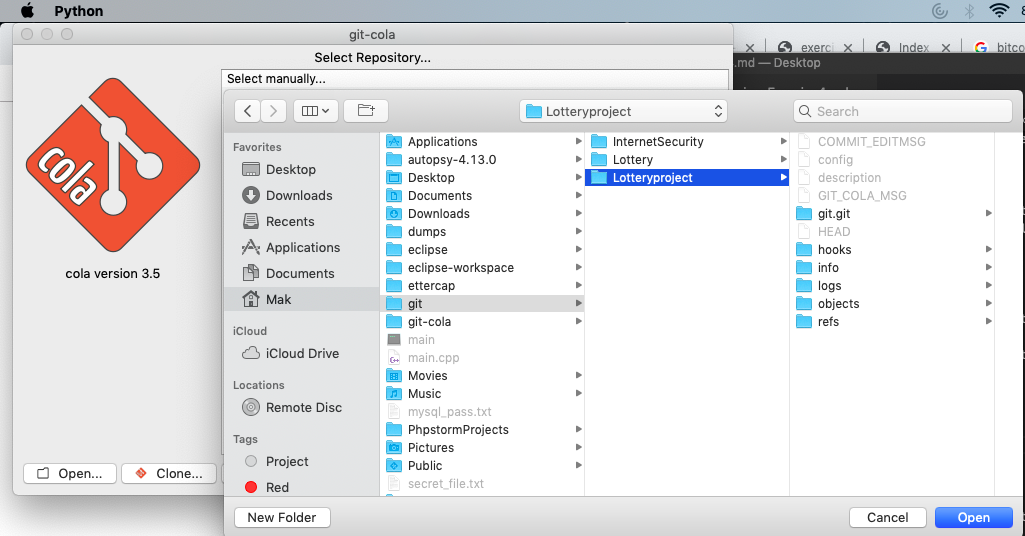 Python
git-cola
Select Repository...
Select manually...
exerci
Index
bitco
.md — Desktop
Lotteryproject
Search
cola
cola version 3.5
Open...
Clone...
Favorites
Desktop
Downloads
Recents
Applications
Documents
Mak
iCloud
iCloud Drive
Locations
Remote Disc
Tags
Project
Red
Applications
autopsy-4.13.0
Desktop
Documents
Downloads
dumps
eclipse
eclipse-workspace
ettercap
git
git-cola
main
main.cpp
Movies
Music
mysql_pass.txt
PhpstormProjects
Pictures
Public
secret_file.txt
InternetSecurity
Lottery
Lotteryproject
COMMIT_EDITMSG
config
description
GIT_COLA_MSG
git.git
HEAD
hooks
info
logs
objects
refs
New Folder
Cancel
Open